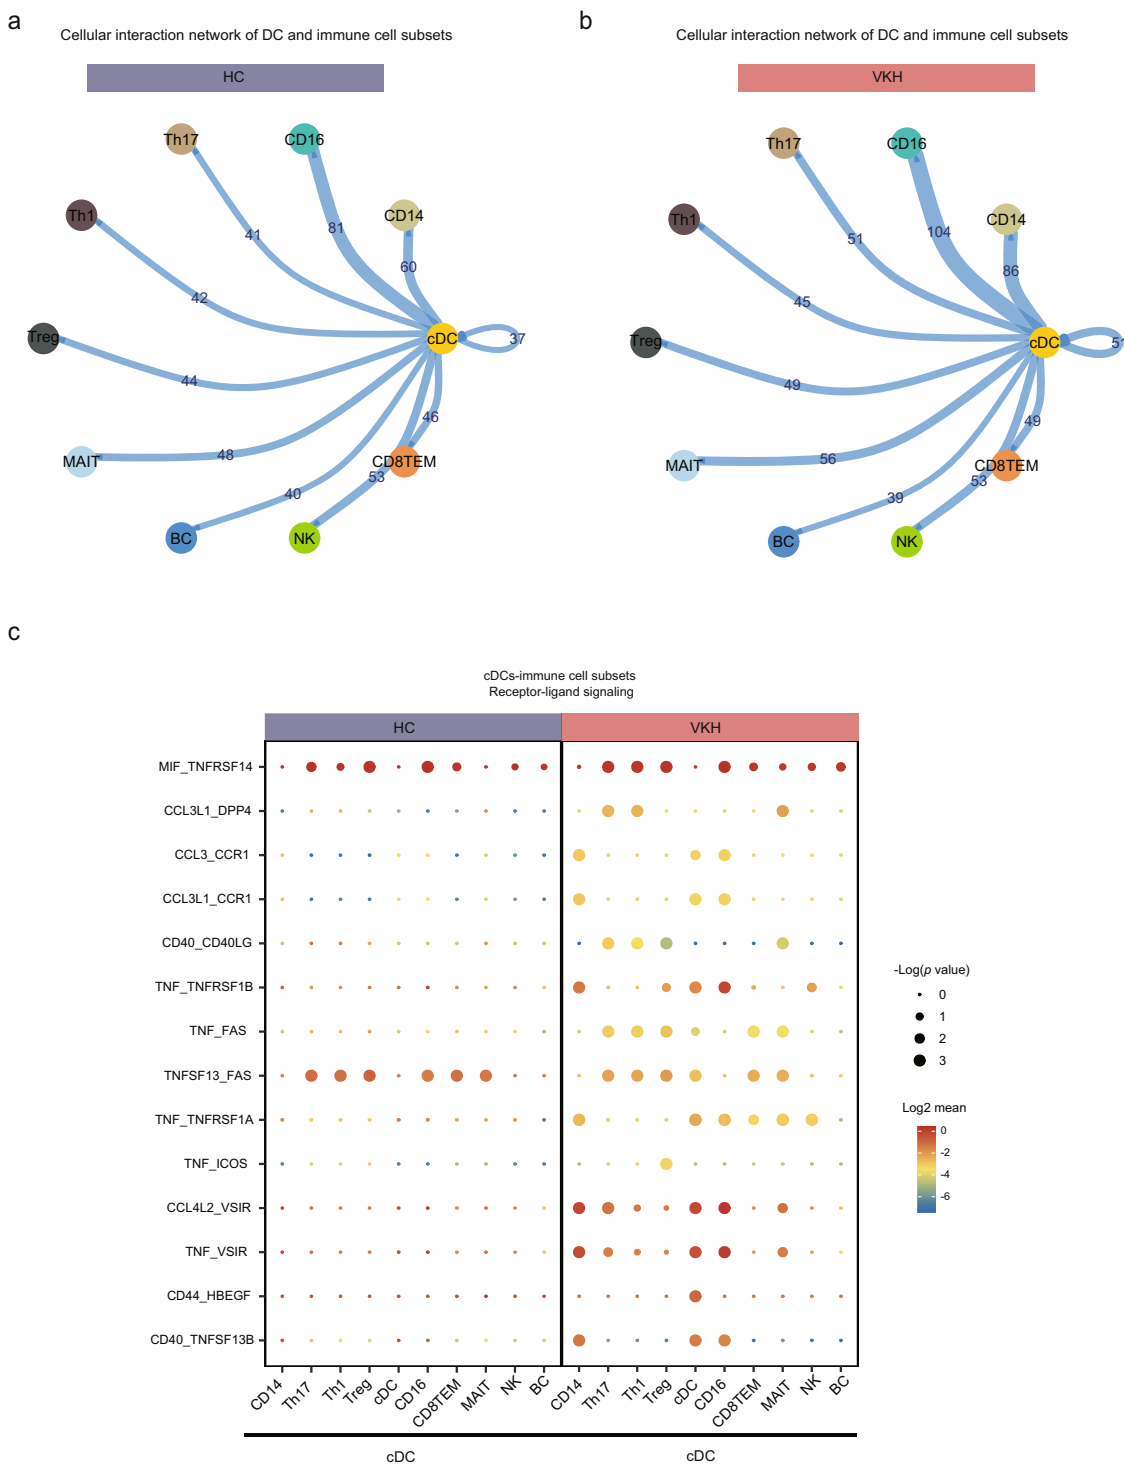 a
Cellular interaction network of DC and immune cell subsets
HC
Th17
CD16
Th1
CD14
41
81
60
42
Treg
cDC
37
44
46
MAIT
48
CD8TEM
53
40
BC
NK
b
Cellular interaction network of DC and immune cell subsets
VKH
Th17
CD16
Th1
CD14
51
104
86
45
Treg
cDC
51
49
49
MAIT
56
CD8TEM
53
39
BC
NK
c
cDCs-immune cell subsets
Receptor-ligand signaling
HC
VKH
MIF_TNFRSF14
CCL3L1_DPP4
CCL3_CCR1
CCL3L1_CCR1
CD40_CD40LG
TNF_TNFRSF1B
TNF_FAS
TNFSF13_FAS
TNF_TNFRSF1A
TNF_ICOS
CCL4L2_VSIR
TNF_VSIR
CD44_HBEGF
CD40_TNFSF13B
CD14 Th17 Th1 Treg cDC CD16 CD8TEM MAIT NK BC CD14 Th17 Th1 Treg cDC CD16 CD8TEM MAIT NK BC
cDC cDC
-Log(p value)
0
1
2
3
Log2 mean
0
-2
-4
-6